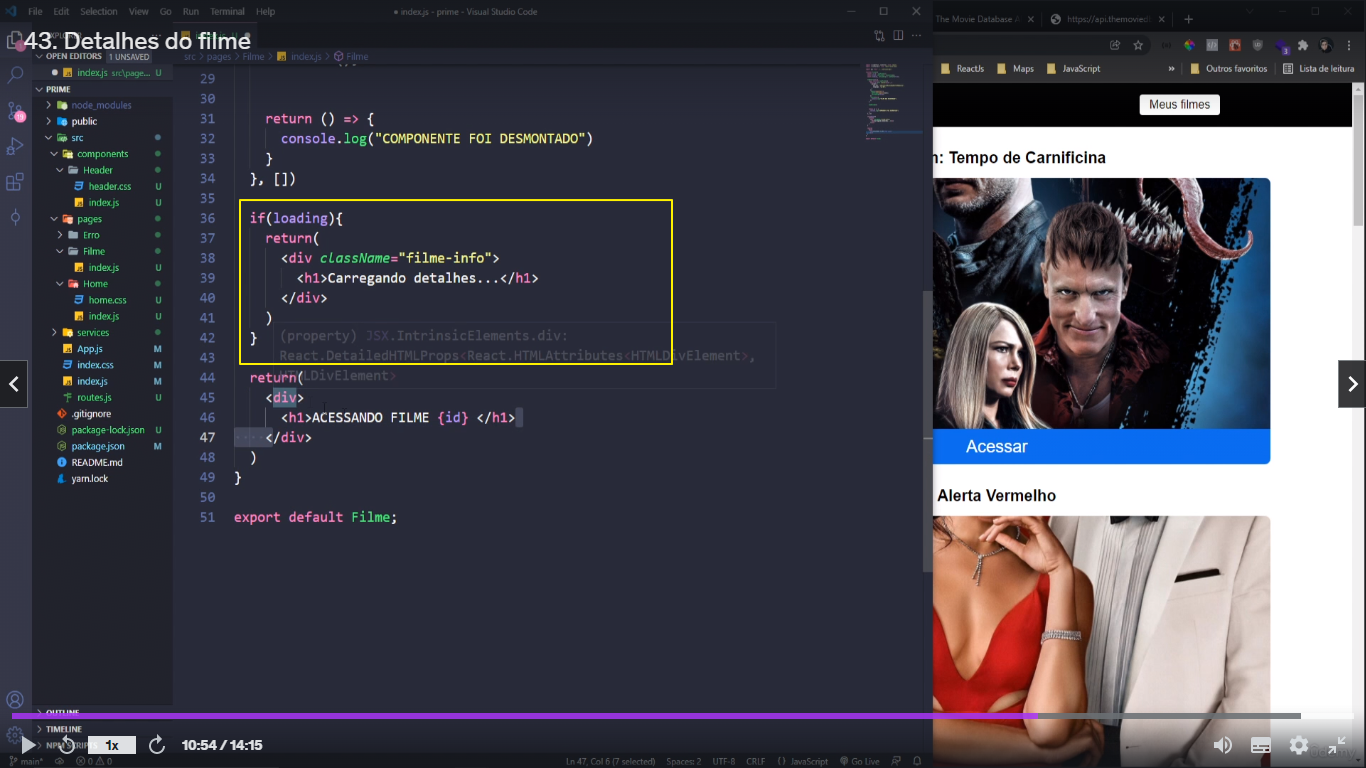 File Edit Selection View Go Run Terminal Help
● index.js - prime - Visual Studio Code
43. Detalhes do filme
src > pages > Filme > index.js > Filme
OPEN EDITORS 1 UNSAVED
● index.js src\page... U
PRIME
node_modules
public
src
components
Header
header.css U
index.js U
pages
Erro
Filme
index.js U
Home
home.css U
index.js U
services
App.js M
index.css M
index.js M
routes.js U
.gitignore
package-lock.json U
package.json M
README.md
yarn.lock
OUTLINE
TIMELINE
NPM SCRIPTS
29
30
31 return () => {
32 console.log("COMPONENTE FOI DESMONTADO")
33 }
34 }, [])
35
36 if(loading){
37 return(
38 <div className="filme-info">
39 <h1>Carregando detalhes...</h1>
40 </div>
41 )
42 }
43
(property) JSX.IntrinsicElements.div:
React.DetailedHTMLProps<React.HTMLAttributes<HTMLDivElement>,
HTMLDivElement>
44 return(
45 <div>
46 <h1>ACESSANDO FILME {id} </h1>
47 </div>
48 )
49 }
50
51 export default Filme;
The Movie Database A
https://api.themovied
ReactJs Maps JavaScript » Outros favoritos Lista de leitura
Meus filmes
: Tempo de Carnificina
Acessar
Alerta Vermelho
1x 10:54 / 14:15
main* 0 0
Ln 47, Col 6 (7 selected) Spaces: 2 UTF-8 CRLF {} JavaScript Go Live